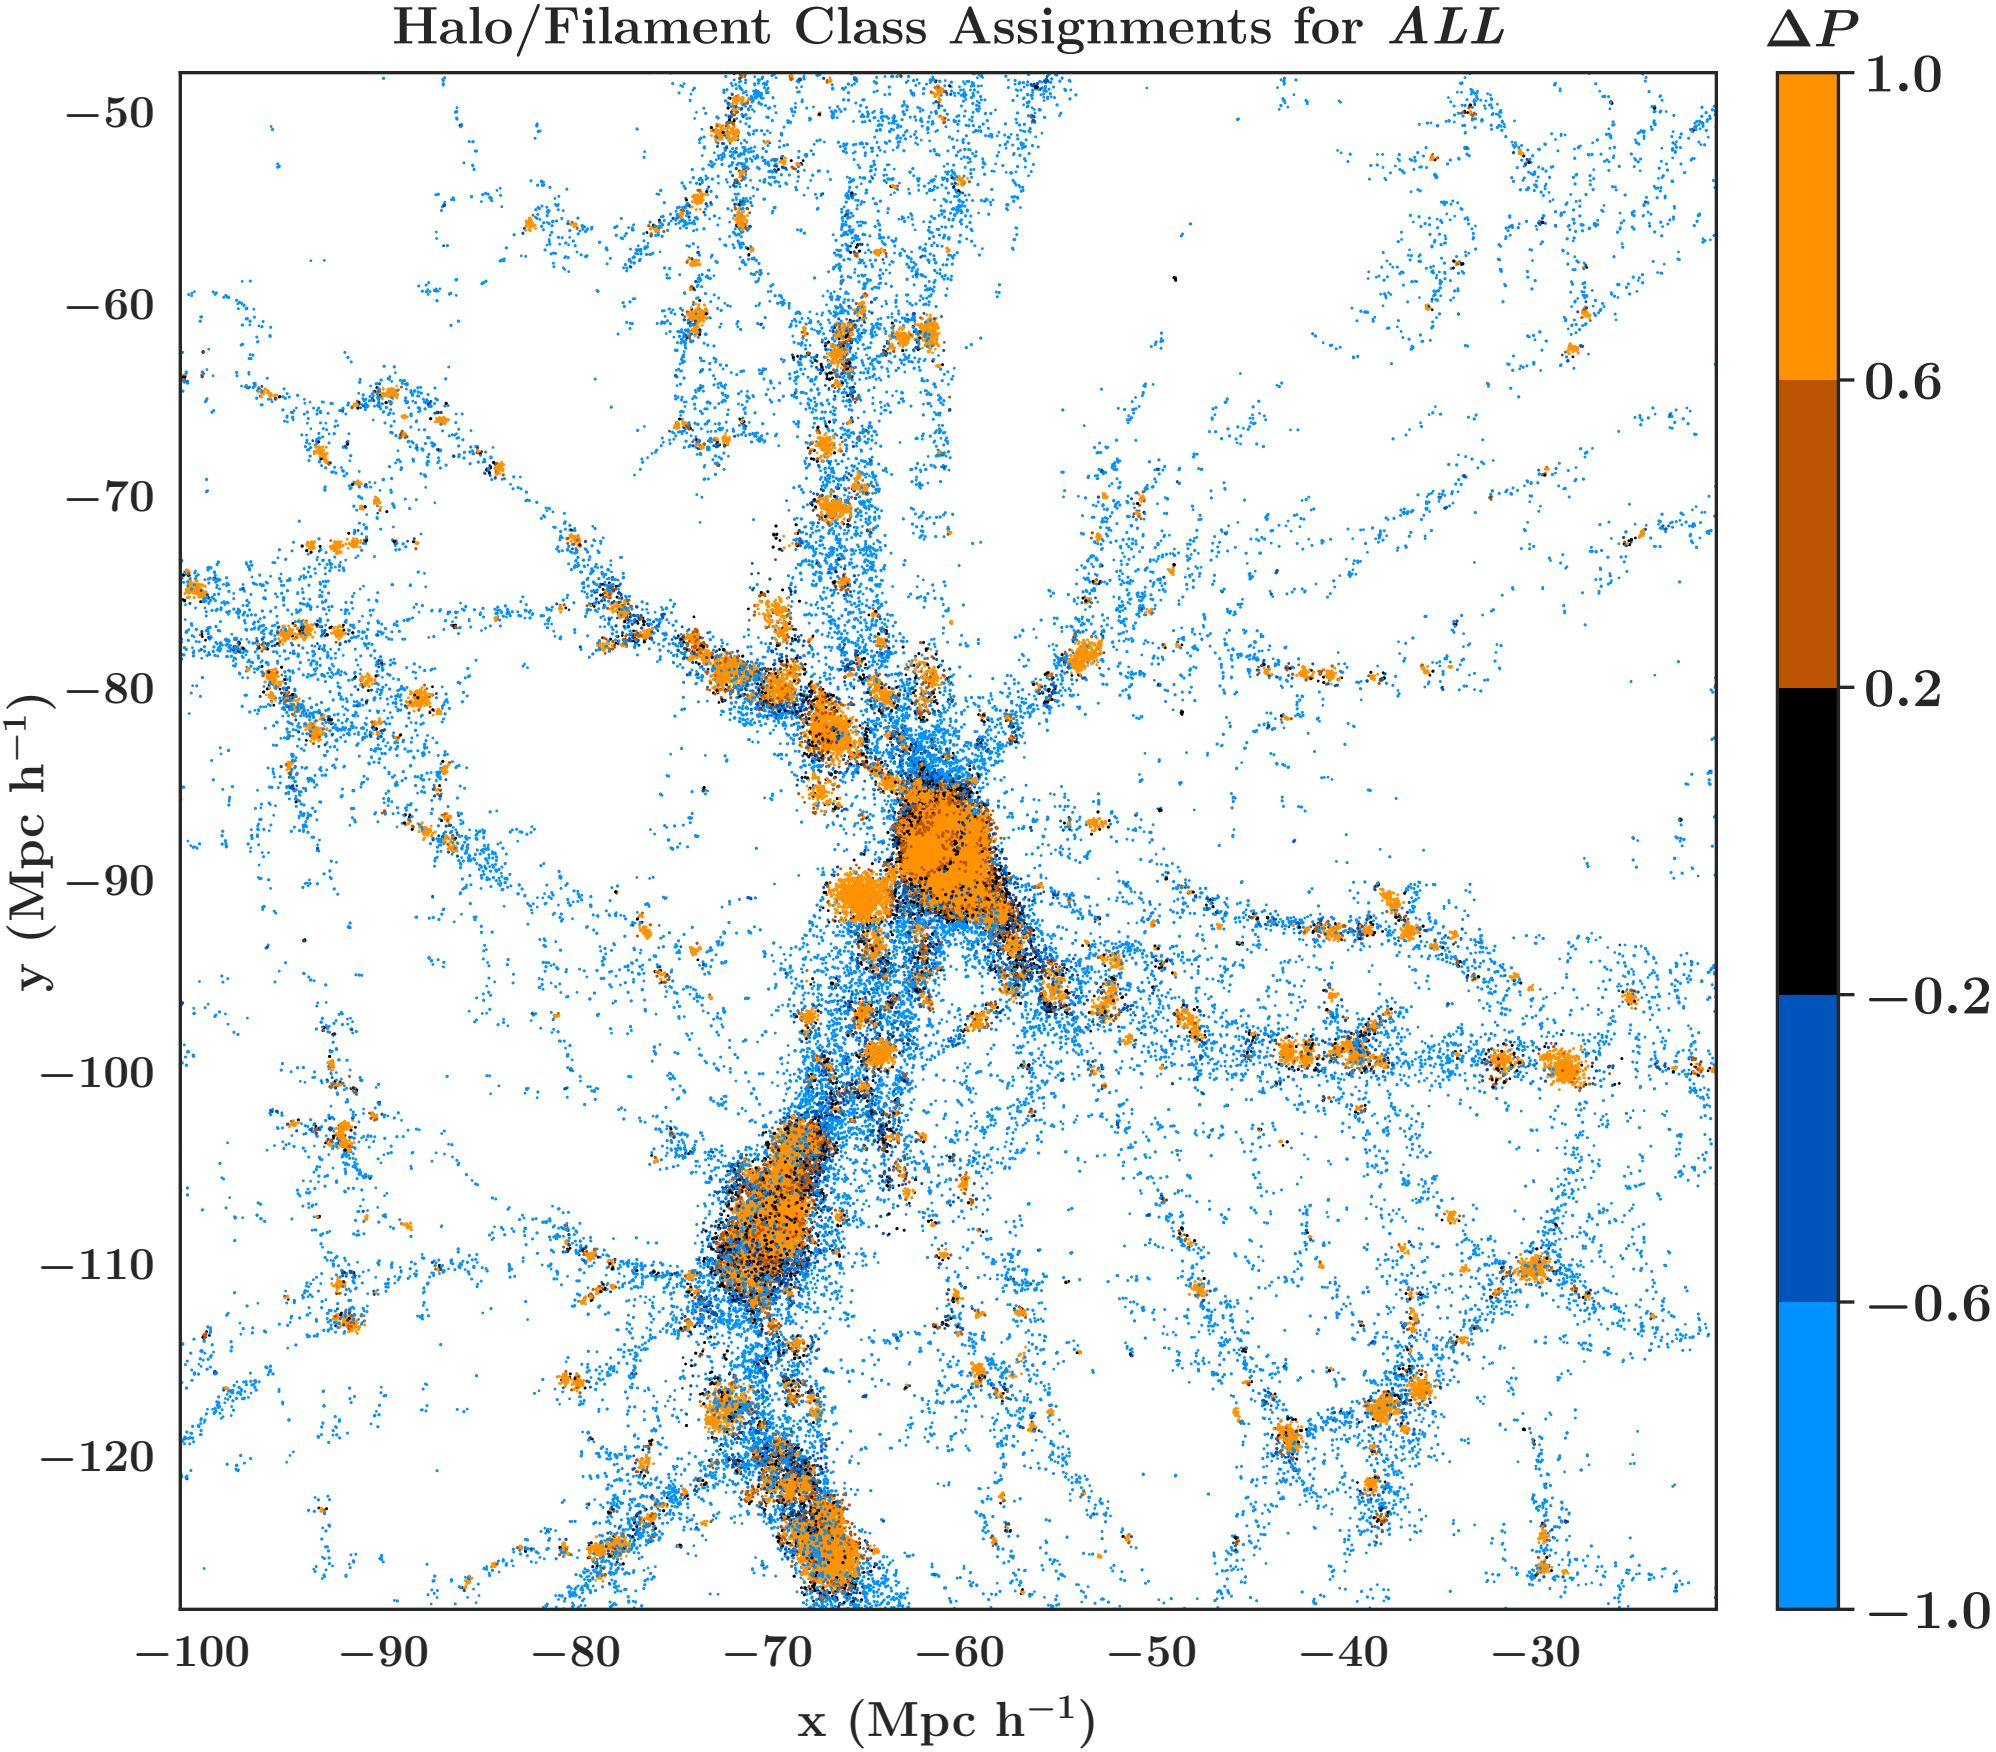 Halo/Filament Class Assignments for ALL
ΔP
1.0
0.6
0.2
−0.2
−0.6
−1.0
y (Mpc h⁻¹)
−50
−60
−70
−80
−90
−100
−110
−120
−100 −90 −80 −70 −60 −50 −40 −30
x (Mpc h⁻¹)